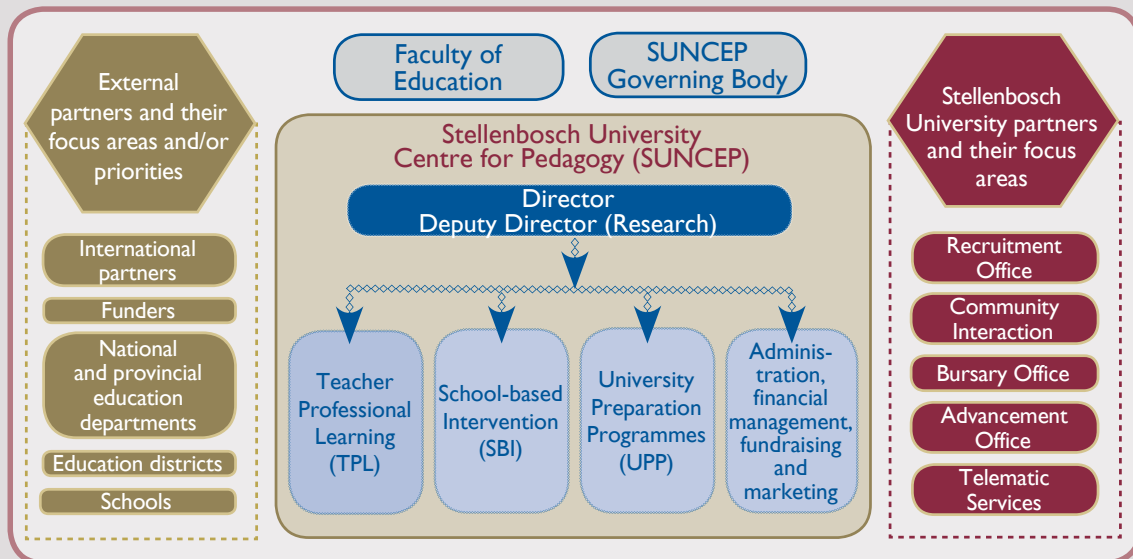 External
partners and their
focus areas and/or
priorities
International
partners
Funders
National
and provincial
education
departments
Education districts
Schools
Faculty of
Education
SUNCEP
Governing Body
Stellenbosch University
Centre for Pedagogy (SUNCEP)
Director
Deputy Director (Research)
Teacher
Professional
Learning
(TPL)
School-based
Intervention
(SBI)
University
Preparation
Programmes
(UPP)
Adminis-
tration,
financial
management,
fundraising
and
marketing
Stellenbosch
University partners
and their focus
areas
Recruitment
Office
Community
Interaction
Bursary Office
Advancement
Office
Telematic
Services